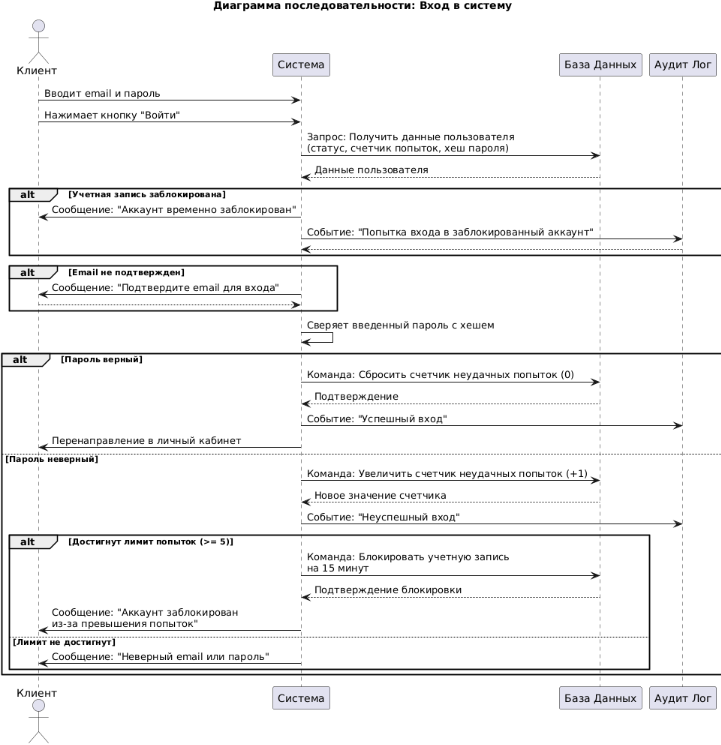 Диаграмма последовательности: Вход в систему
Клиент
Система
База Данных
Аудит Лог
Вводит email и пароль
Нажимает кнопку "Войти"
Запрос: Получить данные пользователя
(статус, счетчик попыток, хеш пароля)
Данные пользователя
alt [Учетная запись заблокирована]
Сообщение: "Аккаунт временно заблокирован"
Событие: "Попытка входа в заблокированный аккаунт"
alt [Email не подтвержден]
Сообщение: "Подтвердите email для входа"
Сверяет введенный пароль с хешем
alt [Пароль верный]
Команда: Сбросить счетчик неудачных попыток (0)
Подтверждение
Событие: "Успешный вход"
Перенаправление в личный кабинет
[Пароль неверный]
Команда: Увеличить счетчик неудачных попыток (+1)
Новое значение счетчика
Событие: "Неуспешный вход"
alt [Достигнут лимит попыток (>= 5)]
Команда: Блокировать учетную запись
на 15 минут
Подтверждение блокировки
Сообщение: "Аккаунт заблокирован
из-за превышения попыток"
[Лимит не достигнут]
Сообщение: "Неверный email или пароль"
Клиент
Система
База Данных
Аудит Лог